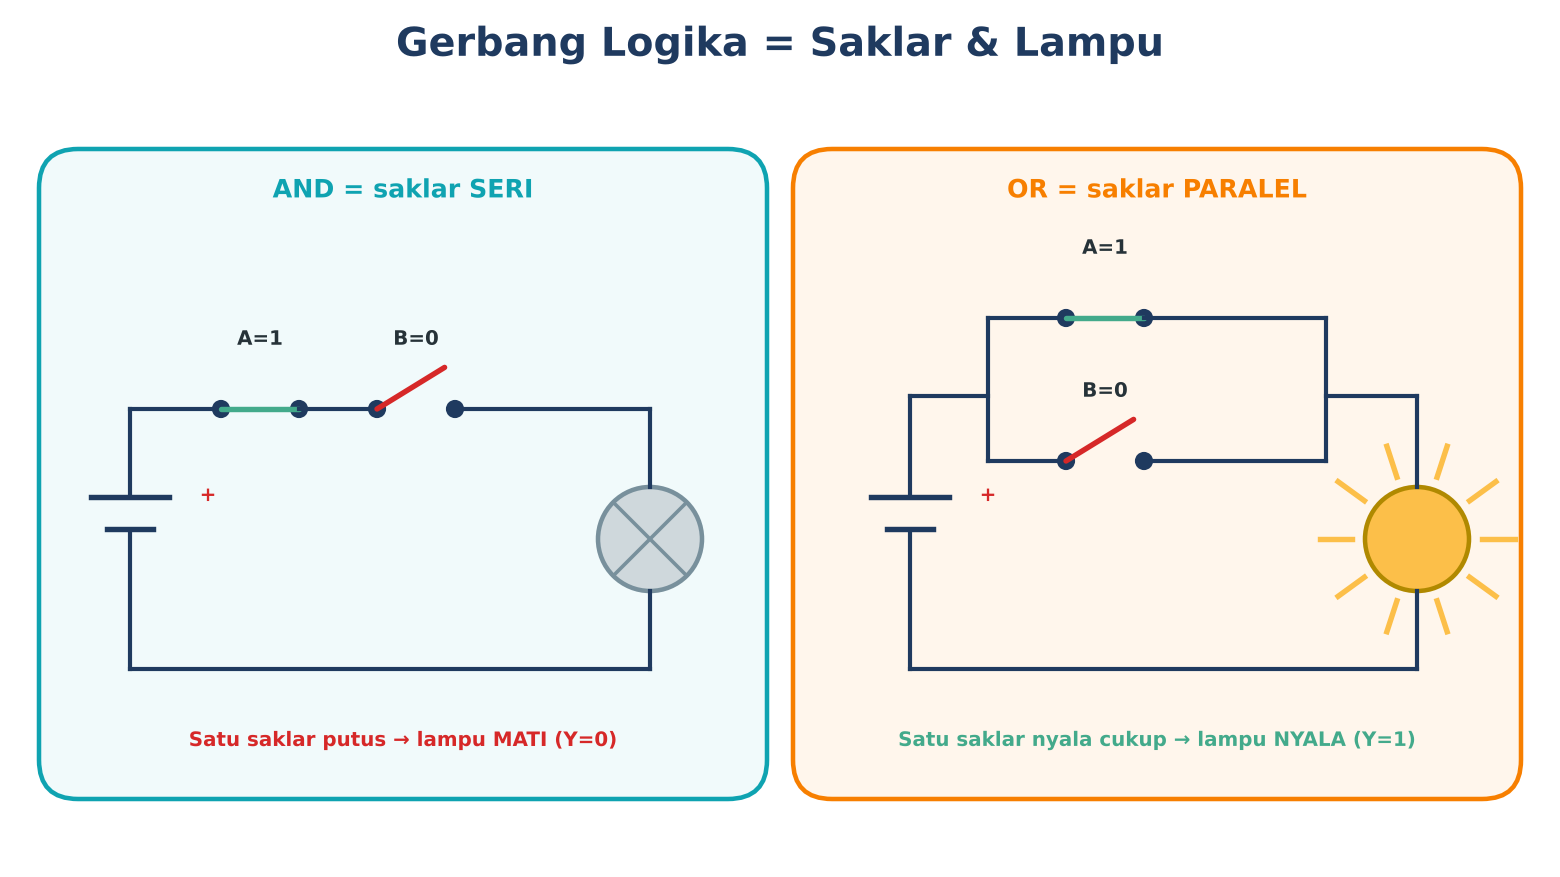 Gerbang Logika = Saklar & Lampu
AND = saklar SERI
A=1
B=0
+
Satu saklar putus → lampu MATI (Y=0)
OR = saklar PARALEL
A=1
B=0
+
Satu saklar nyala cukup → lampu NYALA (Y=1)